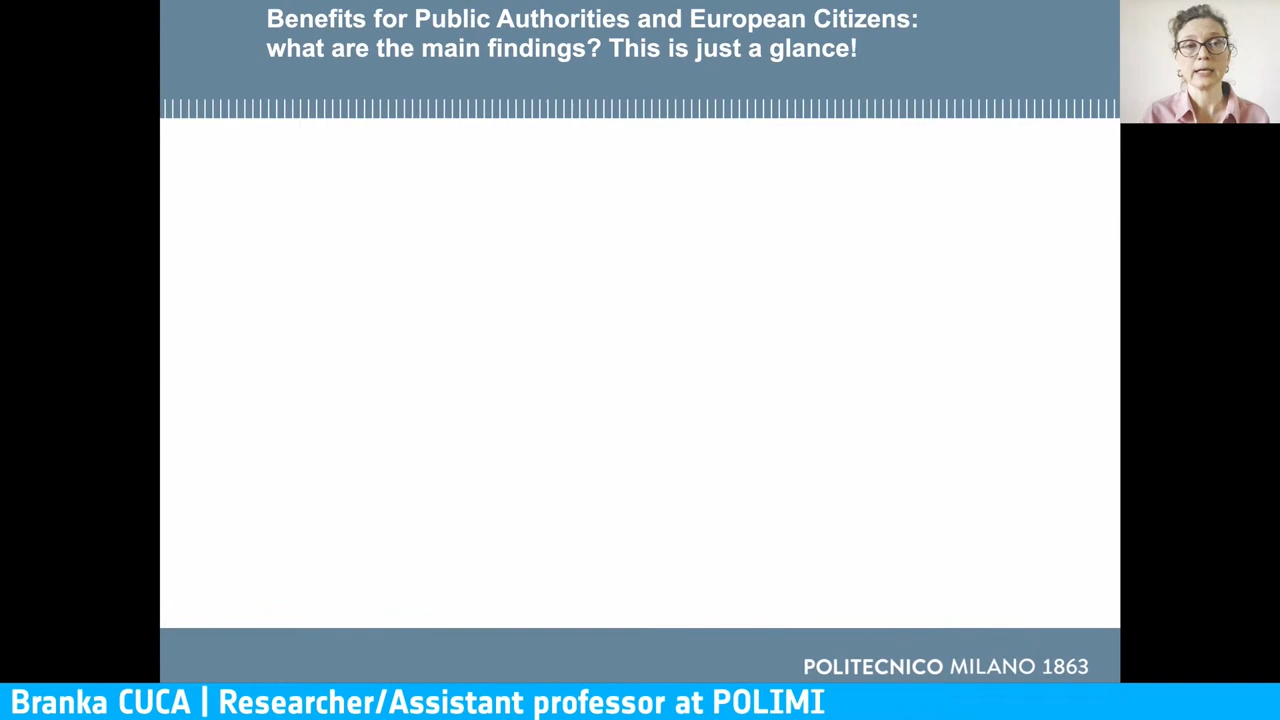 Benefits for Public Authorities and European Citizens:
what are the main findings? This is just a glance!
POLITECNICO MILANO 1863
Branka CUCA | Researcher/Assistant professor at POLIMI